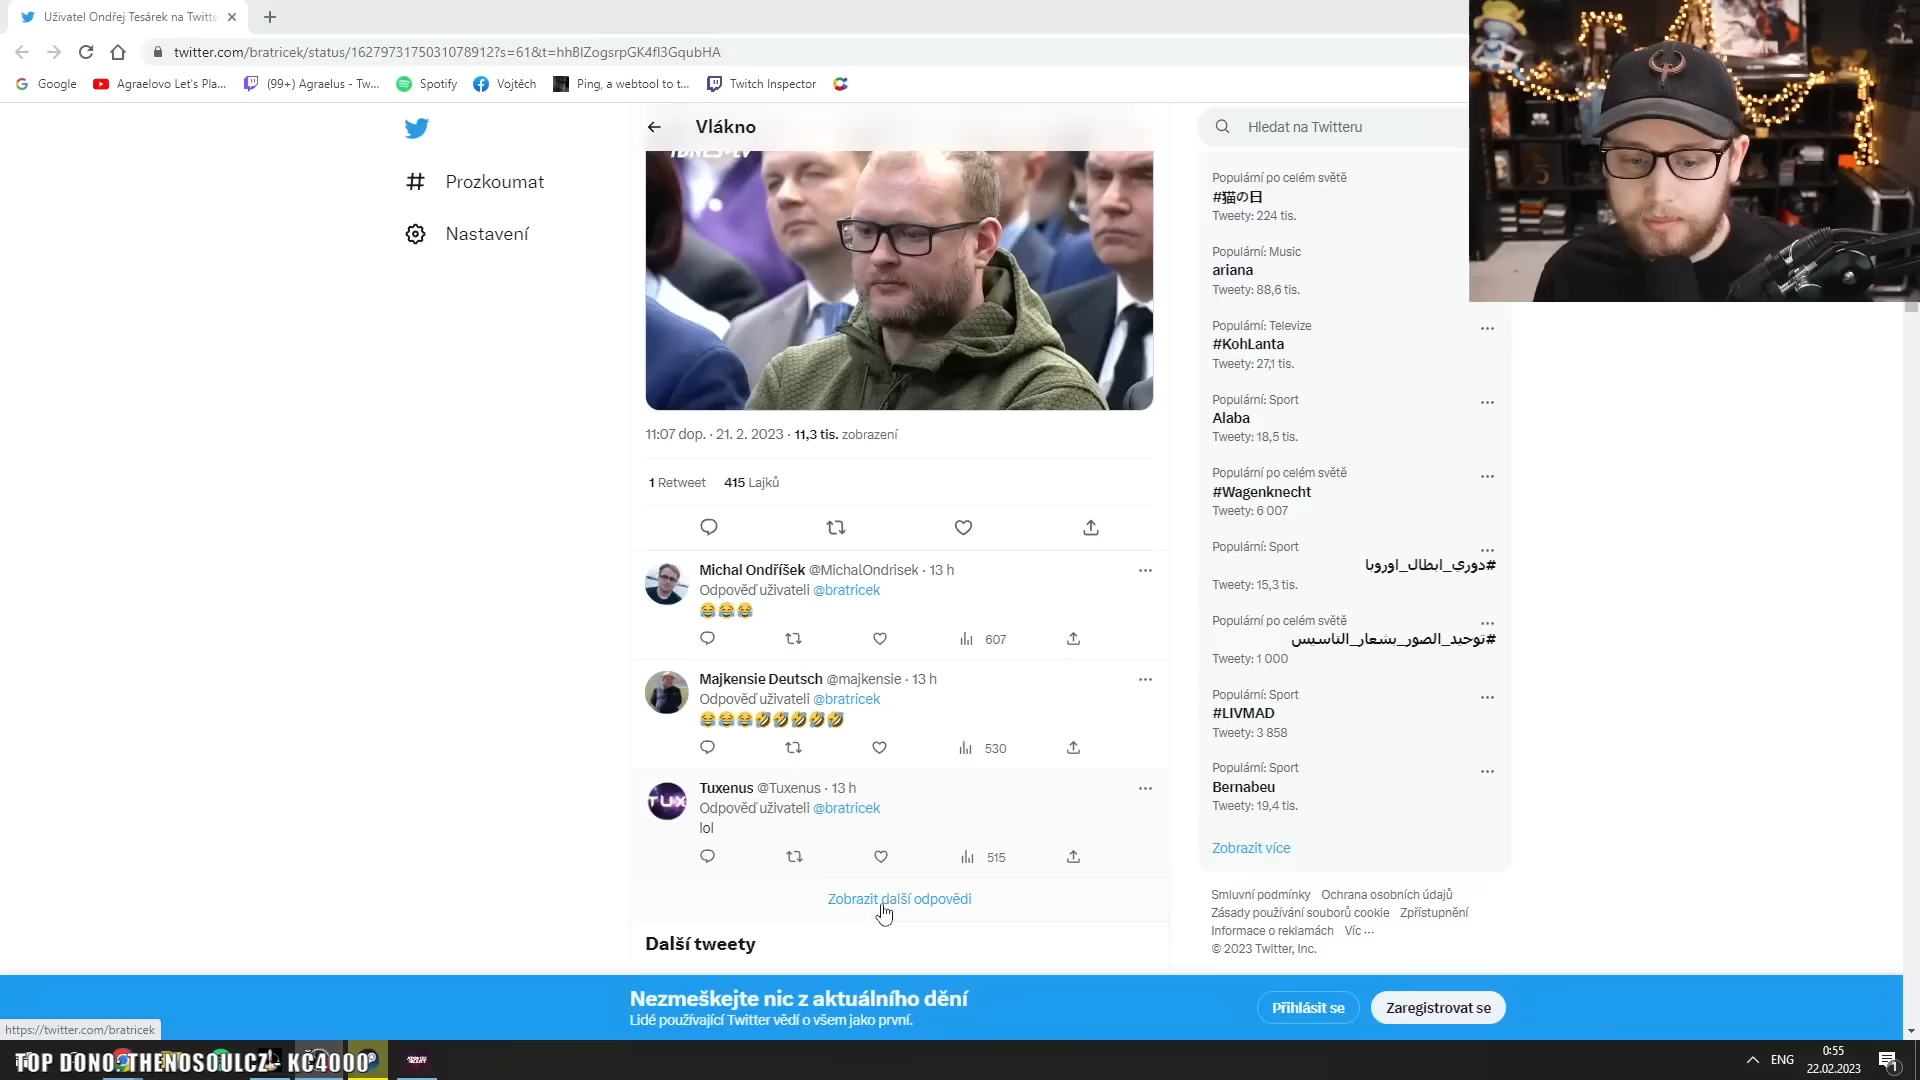 Uživatel Ondřej Tesárek na Twitte
twitter.com/bratricek/status/1627973175031078912?s=61&t=hhBIZogsrpGK4fI3GqubHA
Google
Agraelovo Let's Pla...
(99+) Agraelus - Tw...
Spotify
Vojtěch
Ping, a webtool to t...
Twitch Inspector
Prozkoumat
Nastavení
Vlákno
11:07 dop. · 21. 2. 2023 · 11,3 tis. zobrazení
1 Retweet 415 Lajků
Michal Ondříšek @MichalOndrisek · 13 h
Odpověď uživateli @bratricek
😂😂😂
607
Majkensie Deutsch @majkensie · 13 h
Odpověď uživateli @bratricek
😂😂😂🤣🤣🤣🤣🤣
530
TUX
Tuxenus @Tuxenus · 13 h
Odpověď uživateli @bratricek
lol
515
Zobrazit další odpovědi
Další tweety
Hledat na Twitteru
Populární po celém světě
#猫の日
Tweety: 224 tis.
Populární: Music
ariana
Tweety: 88,6 tis.
Populární: Televize
#KohLanta
Tweety: 27,1 tis.
Populární: Sport
Alaba
Tweety: 18,5 tis.
Populární po celém světě
#Wagenknecht
Tweety: 6 007
Populární: Sport
#دوري_ابطال_اوروبا
Tweety: 15,3 tis.
Populární po celém světě
#توحيد_الصور_بشعار_التاسيس
Tweety: 1 000
Populární: Sport
#LIVMAD
Tweety: 3 858
Populární: Sport
Bernabeu
Tweety: 19,4 tis.
Zobrazit více
Smluvní podmínky Ochrana osobních údajů
Zásady používání souborů cookie Zpřístupnění
Informace o reklamách Víc ...
© 2023 Twitter, Inc.
Nezmeškejte nic z aktuálního dění
Lidé používající Twitter vědí o všem jako první.
Přihlásit se
Zaregistrovat se
https://twitter.com/bratricek
TOP DONO: THENOSOULCZ - KČ4000
ENG
0:55
22.02.2023
1